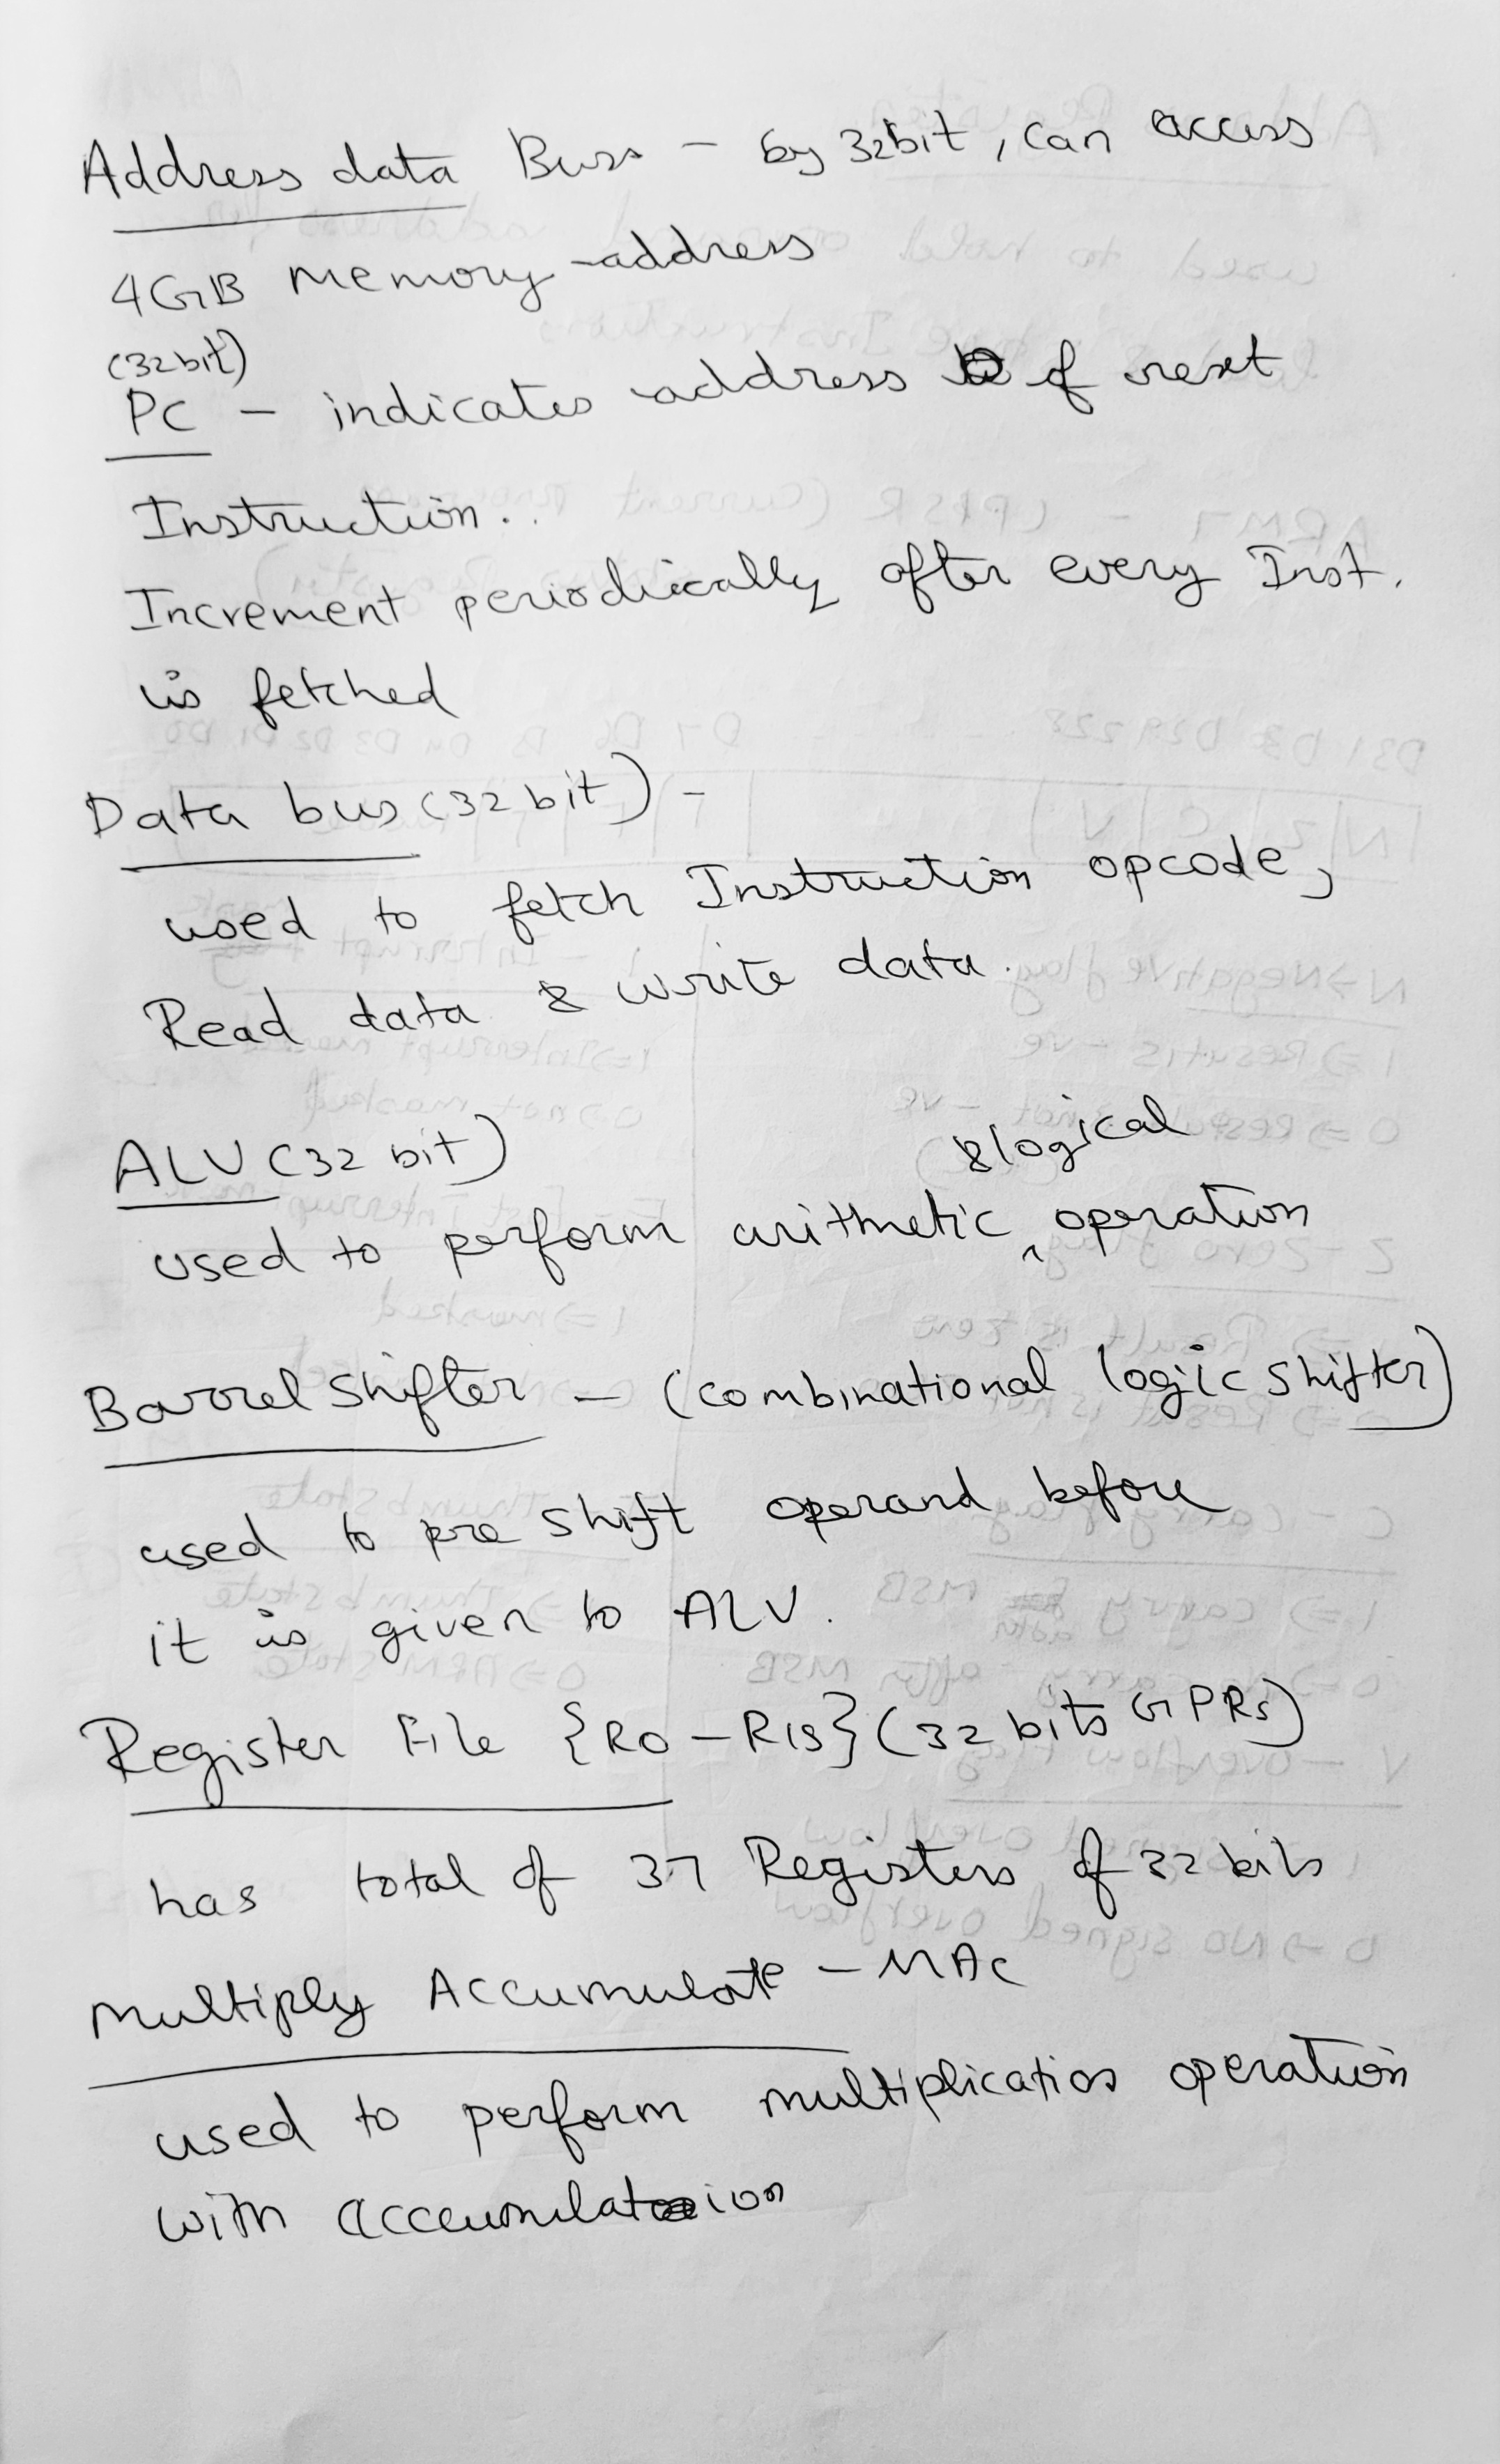 Address data Buss - by 32bit, can access
4GB memory address
(32bit)
PC - indicates address of next
Instruction.
Increment periodically after every Inst.
is fetched
Data bus (32 bit) -
used to fetch Instruction opcode,
Read data & write data.
ALU (32 bit)
& logical
used to perform arithmetic ^ operation
Barrel shifter - (combinational logic shifter)
used to pre shift operand before
it is given to ALU.
Register File {R0 - R15} (32 bits GPRs)
has total of 37 Registers of 32 bits
Multiply Accumulate - MAC
used to perform multiplication operation
with accumulation